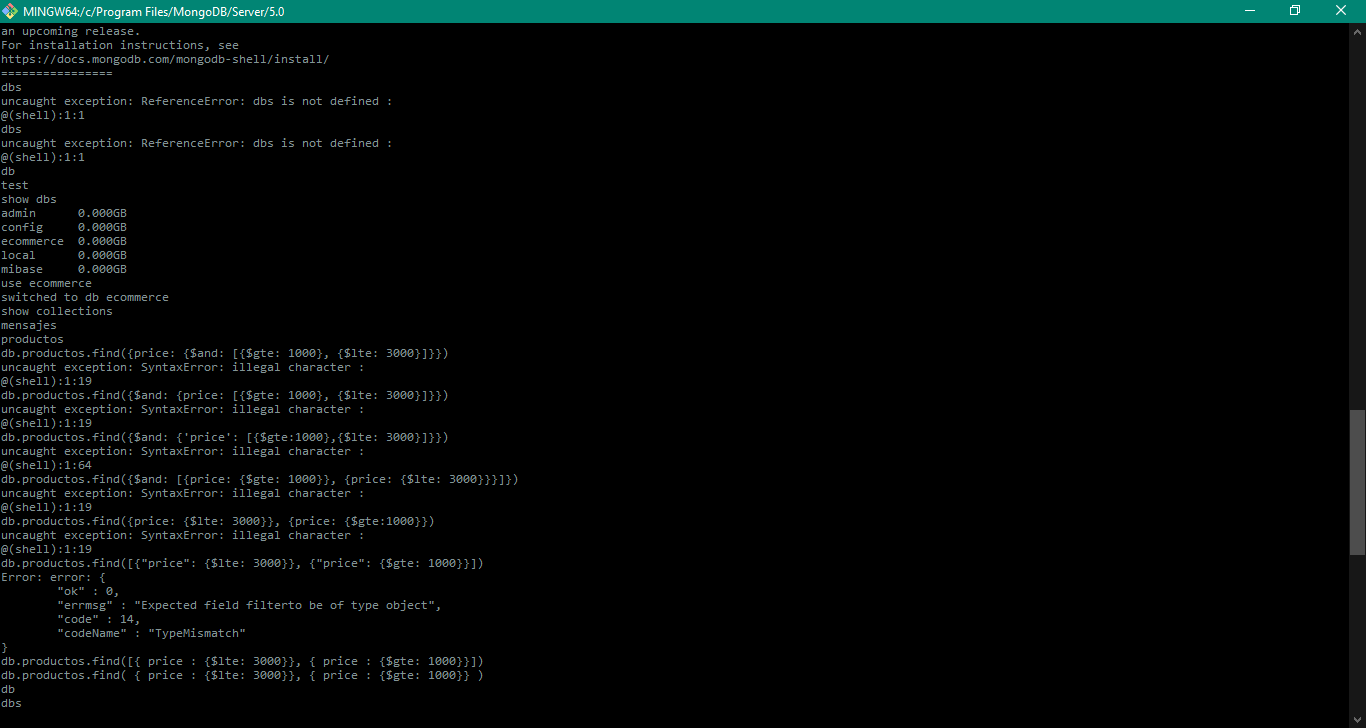 MINGW64:/c/Program Files/MongoDB/Server/5.0
an upcoming release.
For installation instructions, see
https://docs.mongodb.com/mongodb-shell/install/
================
dbs
uncaught exception: ReferenceError: dbs is not defined :
@(shell):1:1
dbs
uncaught exception: ReferenceError: dbs is not defined :
@(shell):1:1
db
test
show dbs
admin      0.000GB
config     0.000GB
ecommerce  0.000GB
local      0.000GB
mibase     0.000GB
use ecommerce
switched to db ecommerce
show collections
mensajes
productos
db.productos.find({price: {$and: [{$gte: 1000}, {$lte: 3000}]}})
uncaught exception: SyntaxError: illegal character :
@(shell):1:19
db.productos.find({$and: {price: [{$gte: 1000}, {$lte: 3000}]}})
uncaught exception: SyntaxError: illegal character :
@(shell):1:19
db.productos.find({$and: {'price': [{$gte:1000},{$lte: 3000}]}})
uncaught exception: SyntaxError: illegal character :
@(shell):1:64
db.productos.find({$and: [{price: {$gte: 1000}}, {price: {$lte: 3000}}}]})
uncaught exception: SyntaxError: illegal character :
@(shell):1:19
db.productos.find({price: {$lte: 3000}}, {price: {$gte:1000}})
uncaught exception: SyntaxError: illegal character :
@(shell):1:19
db.productos.find([{"price": {$lte: 3000}}, {"price": {$gte: 1000}}])
Error: error: {
        "ok" : 0,
        "errmsg" : "Expected field filterto be of type object",
        "code" : 14,
        "codeName" : "TypeMismatch"
}
db.productos.find([{ price : {$lte: 3000}}, { price : {$gte: 1000}}])
db.productos.find( { price : {$lte: 3000}}, { price : {$gte: 1000}} )
db
dbs